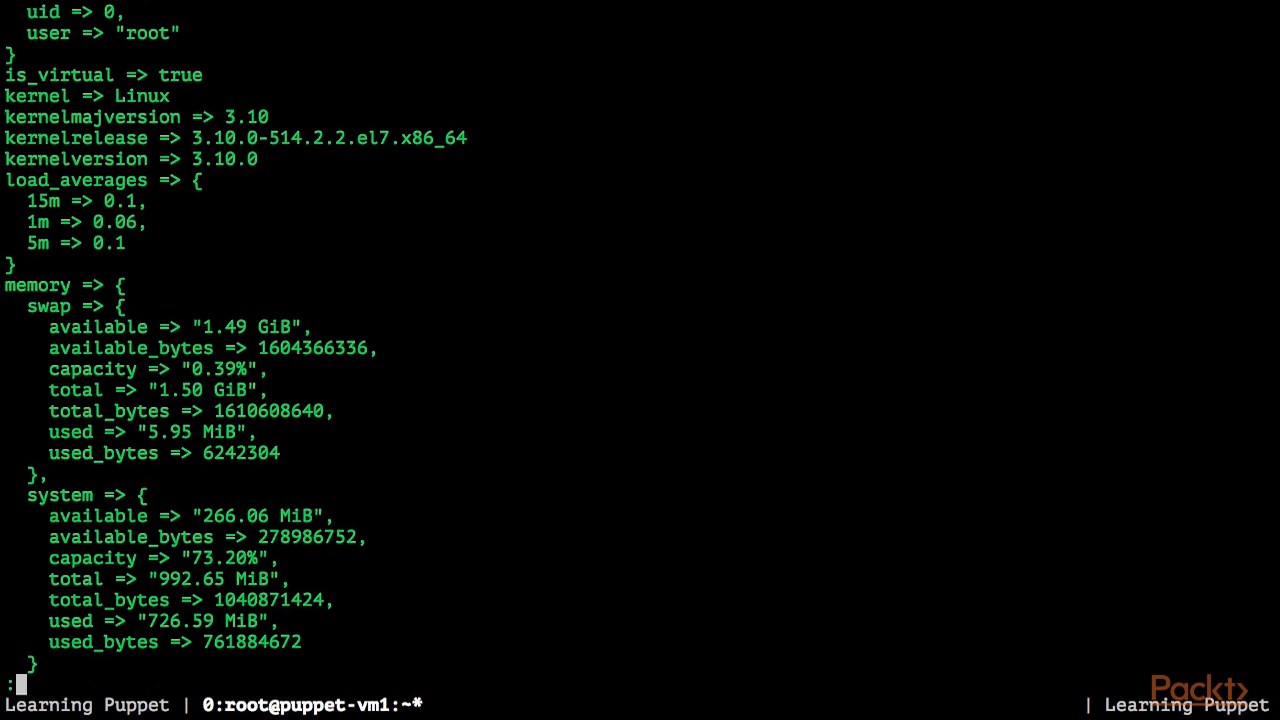 uid => 0,
  user => "root"
}
is_virtual => true
kernel => Linux
kernelmajversion => 3.10
kernelrelease => 3.10.0-514.2.2.el7.x86_64
kernelversion => 3.10.0
load_averages => {
  15m => 0.1,
  1m => 0.06,
  5m => 0.1
}
memory => {
  swap => {
    available => "1.49 GiB",
    available_bytes => 1604366336,
    capacity => "0.39%",
    total => "1.50 GiB",
    total_bytes => 1610608640,
    used => "5.95 MiB",
    used_bytes => 6242304
  },
  system => {
    available => "266.06 MiB",
    available_bytes => 278986752,
    capacity => "73.20%",
    total => "992.65 MiB",
    total_bytes => 1040871424,
    used => "726.59 MiB",
    used_bytes => 761884672
  }
:
Packt>
Learning Puppet | 0:root@puppet-vm1:~* | Learning Puppet